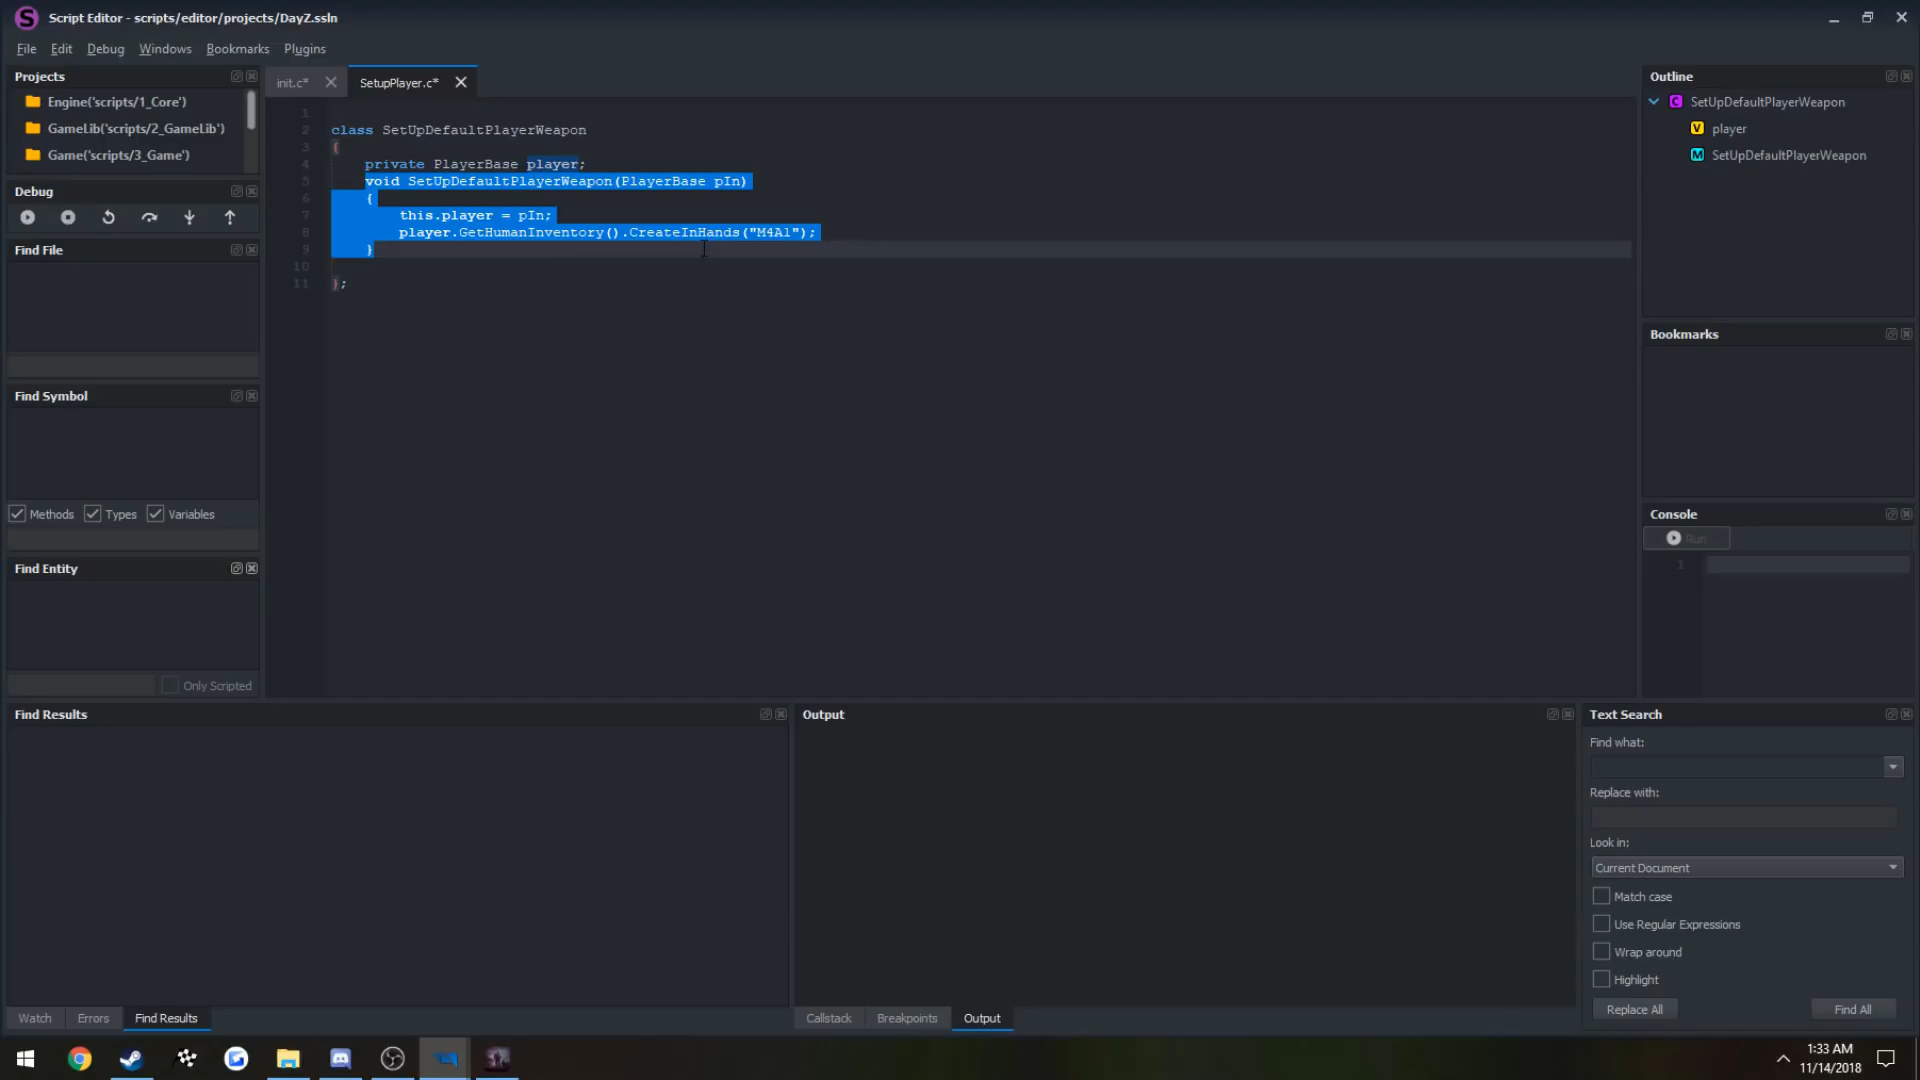 S Script Editor - scripts/editor/projects/DayZ.ssln
File Edit Debug Windows Bookmarks Plugins
Projects
Engine('scripts/1_Core')
GameLib('scripts/2_GameLib')
Game('scripts/3_Game')
Debug
Find File
Find Symbol
Methods Types Variables
Find Entity
Only Scripted
init.c* SetupPlayer.c*
1
2 class SetUpDefaultPlayerWeapon
3 {
4 private PlayerBase player;
5 void SetUpDefaultPlayerWeapon(PlayerBase pIn)
6 {
7 this.player = pIn;
8 player.GetHumanInventory().CreateInHands("M4A1");
9 }
10
11 };
Outline
C SetUpDefaultPlayerWeapon
V player
M SetUpDefaultPlayerWeapon
Bookmarks
Console
Run
1
Find Results
Watch Errors Find Results
Output
Callstack Breakpoints Output
Text Search
Find what:
Replace with:
Look in:
Current Document
Match case
Use Regular Expressions
Wrap around
Highlight
Replace All Find All
1:33 AM
11/14/2018